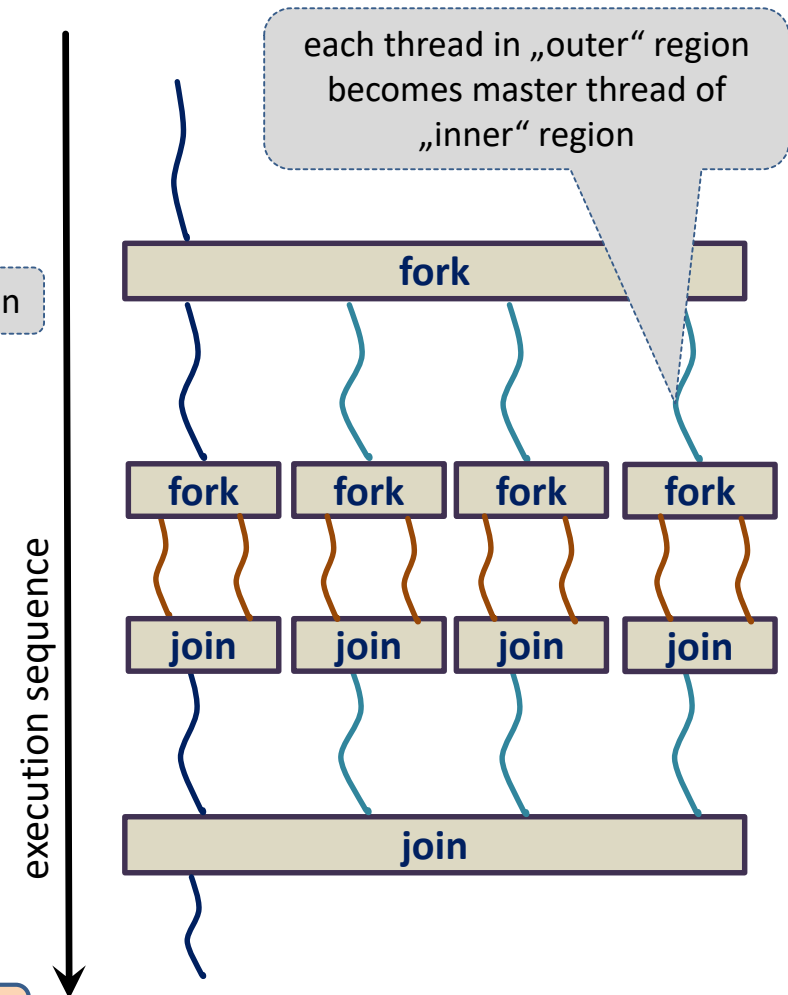 each thread in „outer“ region
becomes master thread of
„inner“ region
fork
n
fork fork fork fork
execution sequence
join join join join
join